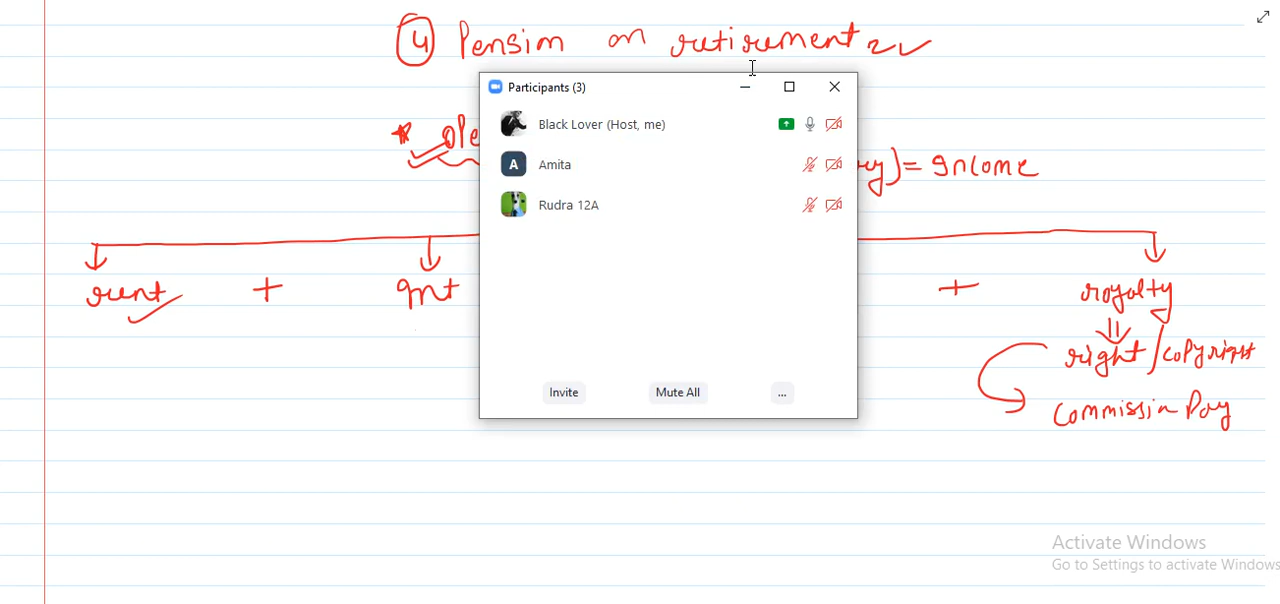 ④ Pension on retirement
Participants (3)
Black Lover (Host, me)
A Amita
Rudra 12A
Invite Mute All ...
* ope
)= Income
rent + Int + royalty
right/copyright
Commission Pay
Activate Windows
Go to Settings to activate Windows